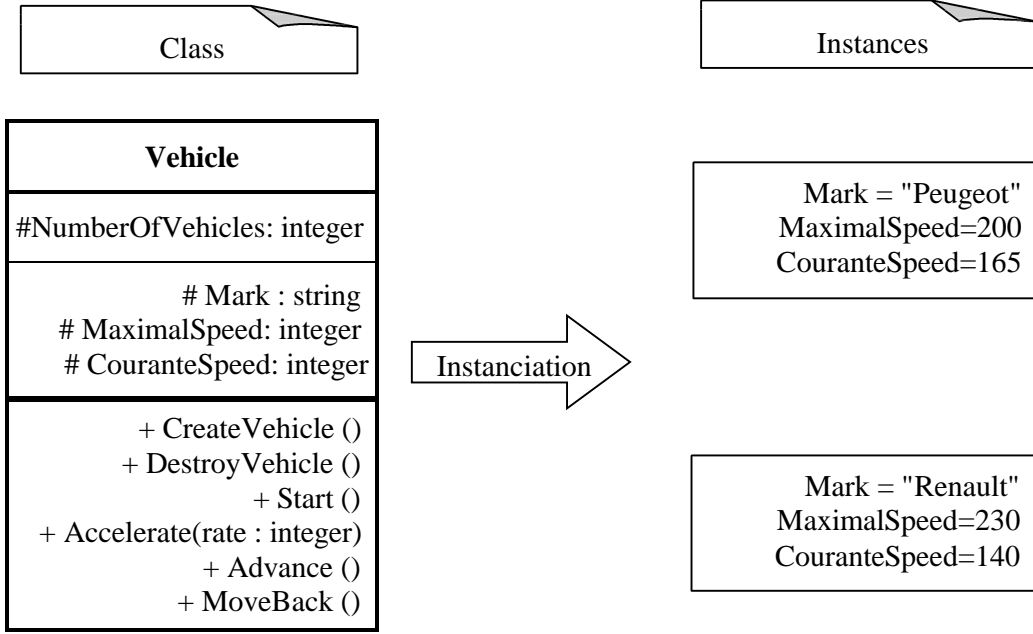 Class
Instances
Vehicle
#NumberOfVehicles: integer
# Mark : string
# MaximalSpeed: integer
# CouranteSpeed: integer
+ CreateVehicle ()
+ DestroyVehicle ()
+ Start ()
+ Accelerate(rate : integer)
+ Advance ()
+ MoveBack ()
Instanciation
Mark = "Peugeot"
MaximalSpeed=200
CouranteSpeed=165
Mark = "Renault"
MaximalSpeed=230
CouranteSpeed=140